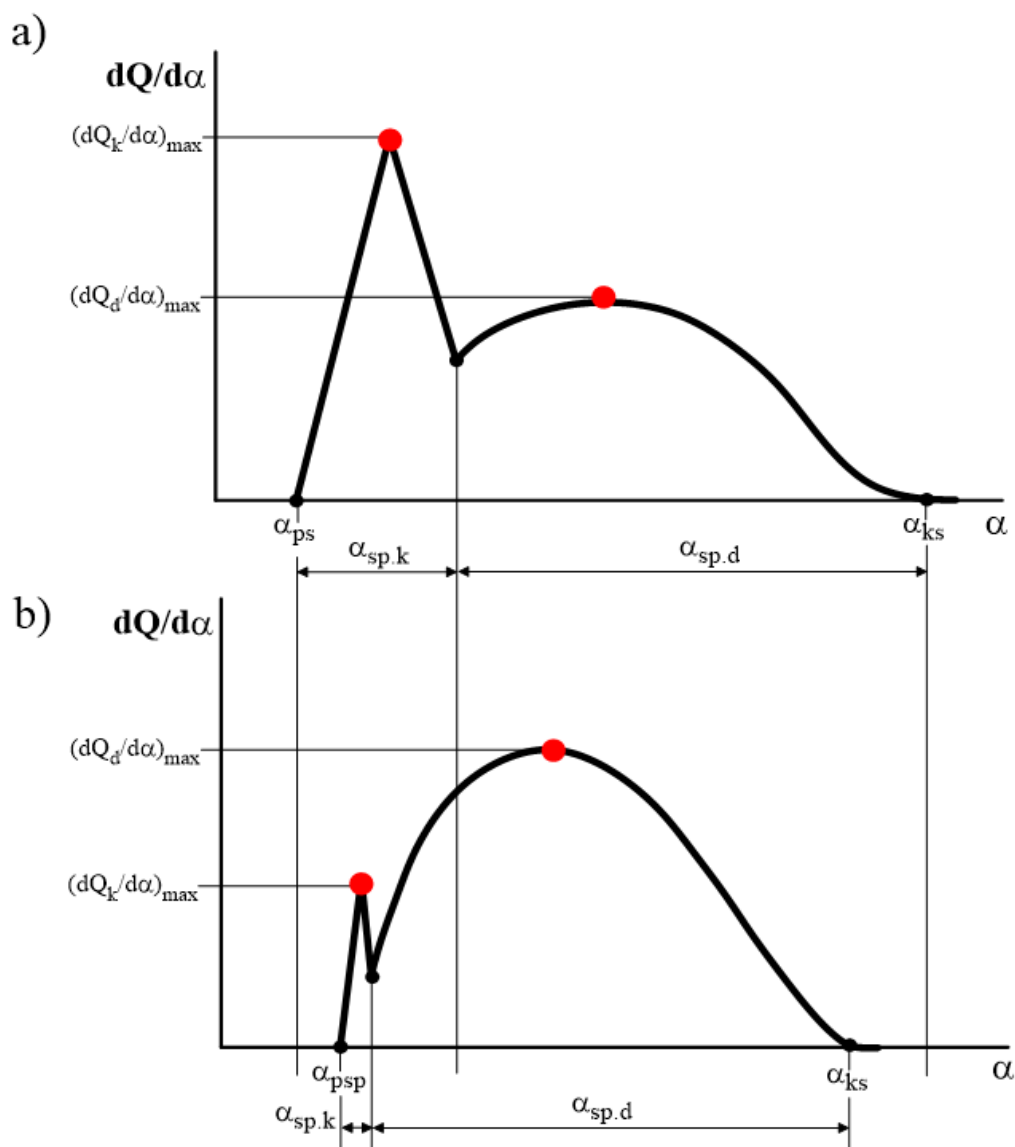 a)
dQ/dα
(dQk/dα)max
(dQd/dα)max
αps
αks
α
αsp.k
αsp.d
b)
dQ/dα
(dQd/dα)max
(dQk/dα)max
αpsp
αks
α
αsp.k
αsp.d